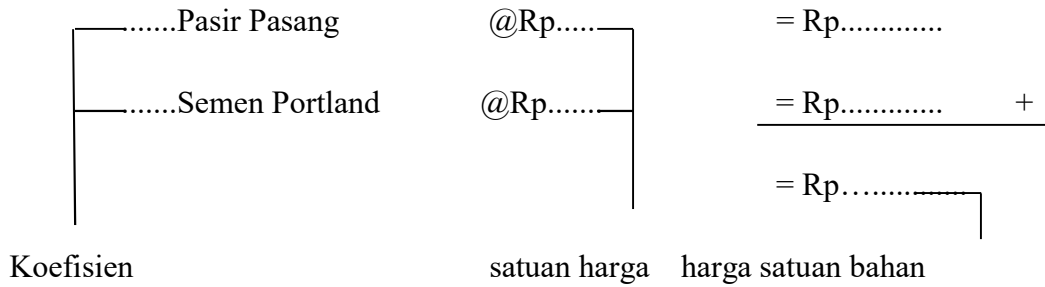 .......Pasir Pasang @Rp..... = Rp.............
.......Semen Portland @Rp....... = Rp............. +
= Rp…............
Koefisien satuan harga harga satuan bahan